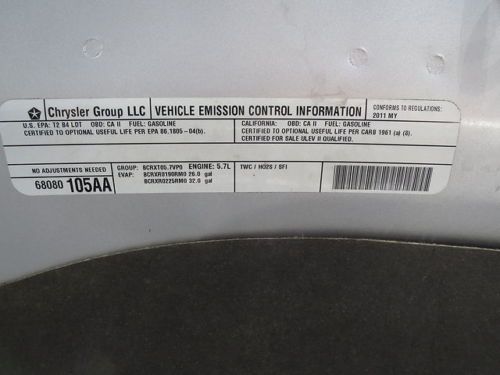 Chrysler Group LLC
VEHICLE EMISSION CONTROL INFORMATION
CONFORMS TO REGULATIONS:
2011 MY
U.S. EPA: T2 B4 LDT OBD: CA II FUEL: GASOLINE
CERTIFIED TO OPTIONAL USEFUL LIFE PER EPA 86.1805-04(b).
CALIFORNIA: OBD: CA II FUEL: GASOLINE
CERTIFIED TO OPTIONAL USEFUL LIFE PER CARB 1961 (a) (8).
CERTIFIED FOR SALE ULEV II QUALIFIED.
NO ADJUSTMENTS NEEDED
68080 105AA
GROUP: BCRXT05.7VP0 ENGINE: 5.7L
EVAP: BCRXR0190RM0 26.0 gal
BCRXR0225RM0 32.0 gal
TWC / HO2S / SFI